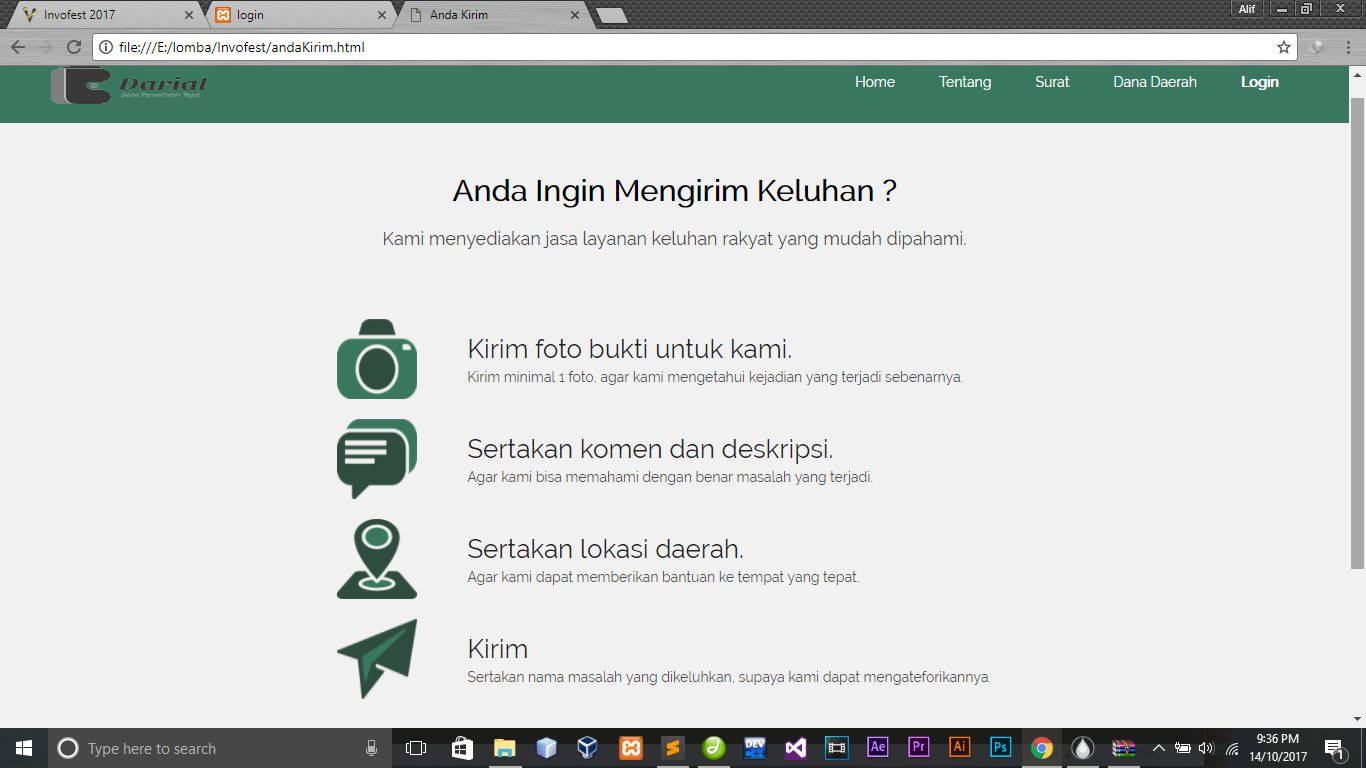 Invofest 2017
login
Anda Kirim
Alif
file:///E:/lomba/Invofest/andaKirim.html
Darial
Dana Pemerintah Tepat
Home
Tentang
Surat
Dana Daerah
Login
Anda Ingin Mengirim Keluhan ?
Kami menyediakan jasa layanan keluhan rakyat yang mudah dipahami.
Kirim foto bukti untuk kami.
Kirim minimal 1 foto, agar kami mengetahui kejadian yang terjadi sebenarnya.
Sertakan komen dan deskripsi.
Agar kami bisa memahami dengan benar masalah yang terjadi.
Sertakan lokasi daerah.
Agar kami dapat memberikan bantuan ke tempat yang tepat.
Kirim
Sertakan nama masalah yang dikeluhkan, supaya kami dapat mengateforikannya.
Type here to search
DEV
Ae
Pr
Ai
Ps
9:36 PM
14/10/2017
1